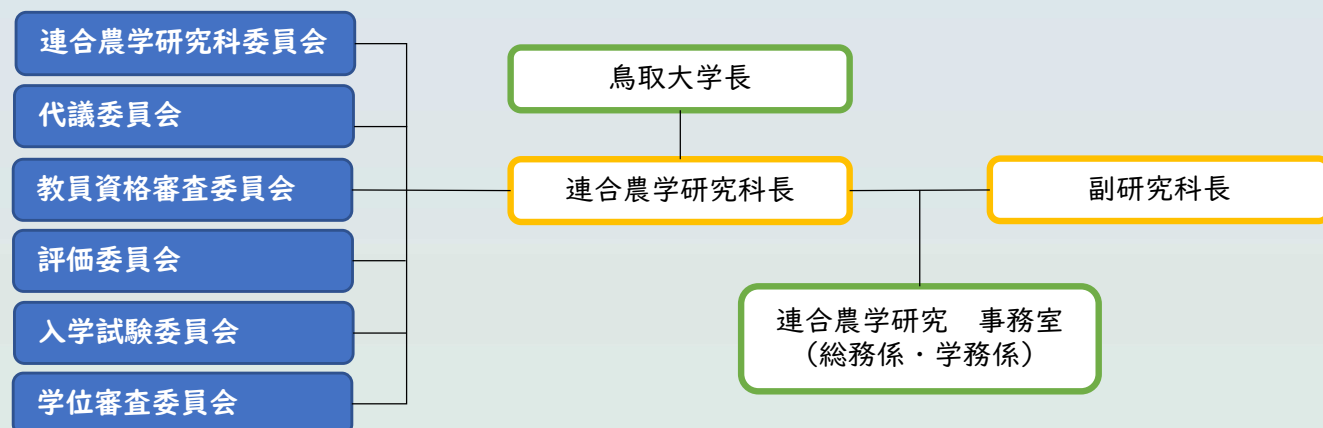 連合農学研究科委員会
代議委員会
教員資格審査委員会
評価委員会
入学試験委員会
学位審査委員会
鳥取大学長
連合農学研究科長
副研究科長
連合農学研究　事務室
（総務係・学務係）